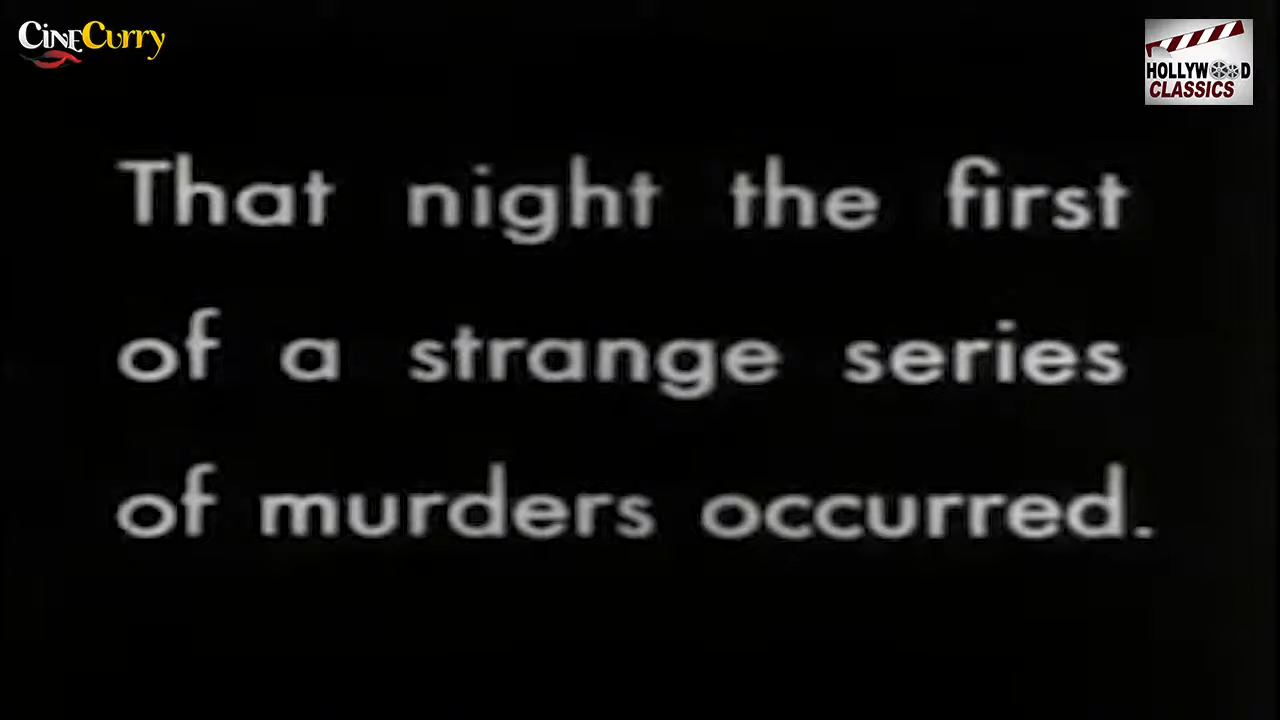 CineCurry
HOLLYWOOD
CLASSICS
That night the first
of a strange series
of murders occurred.